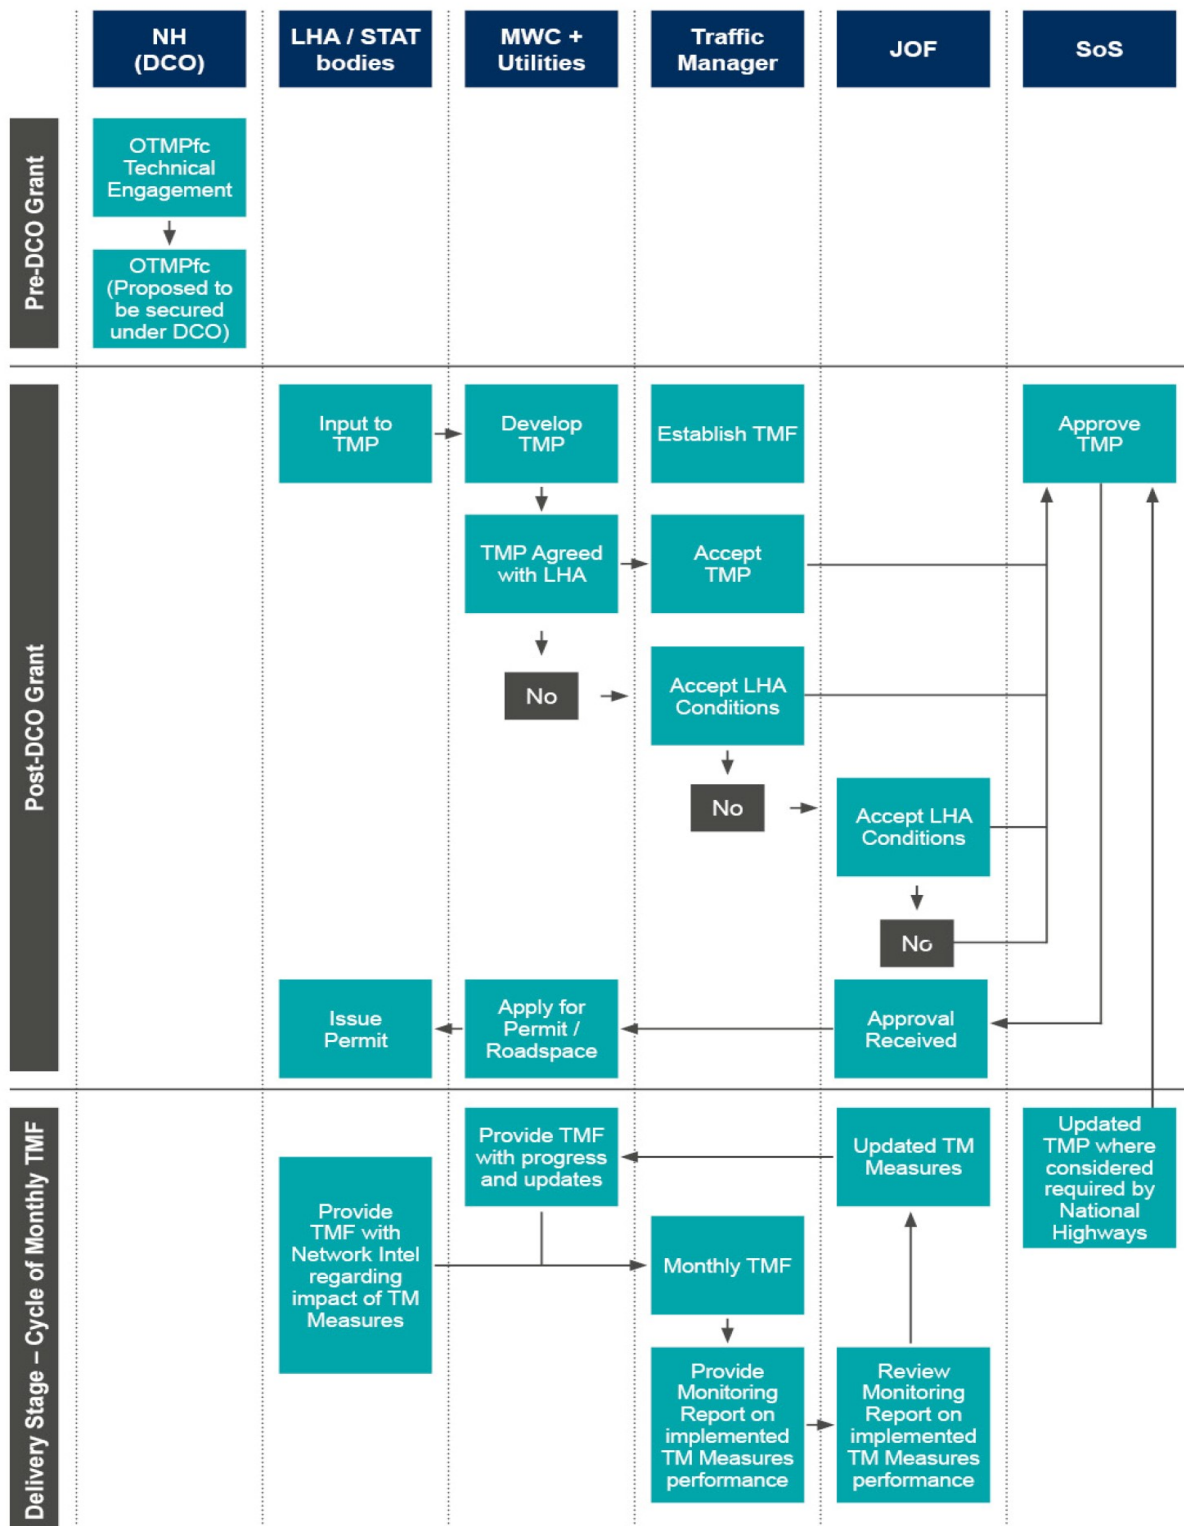 NH
(DCO)
LHA / STAT
bodies
MWC +
Utilities
Traffic
Manager
JOF
SoS
Pre-DCO Grant
OTMPfc
Technical
Engagement
OTMPfc
(Proposed to
be secured
under DCO)
Post-DCO Grant
Input to
TMP
Develop
TMP
Establish TMF
Approve
TMP
TMP Agreed
with LHA
Accept
TMP
No
Accept LHA
Conditions
No
Accept LHA
Conditions
No
Issue
Permit
Apply for
Permit /
Roadspace
Approval
Received
Delivery Stage – Cycle of Monthly TMF
Provide TMF
with progress
and updates
Updated TM
Measures
Updated
TMP where
considered
required by
National
Highways
Provide
TMF with
Network Intel
regarding
impact of TM
Measures
Monthly TMF
Provide
Monitoring
Report on
implemented
TM Measures
performance
Review
Monitoring
Report on
implemented
TM Measures
performance